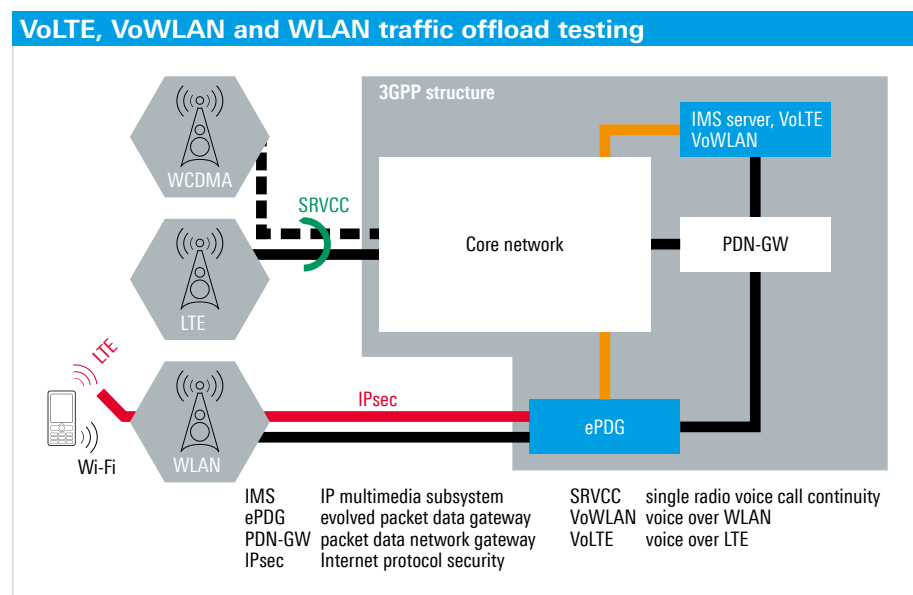 VoLTE, VoWLAN and WLAN traffic offload testing
3GPP structure
IMS server, VoLTE
VoWLAN
WCDMA
SRVCC
Core network
PDN-GW
LTE
LTE
IPsec
ePDG
WLAN
Wi-Fi
IMS IP multimedia subsystem
ePDG evolved packet data gateway
PDN-GW packet data network gateway
IPsec Internet protocol security
SRVCC single radio voice call continuity
VoWLAN voice over WLAN
VoLTE voice over LTE